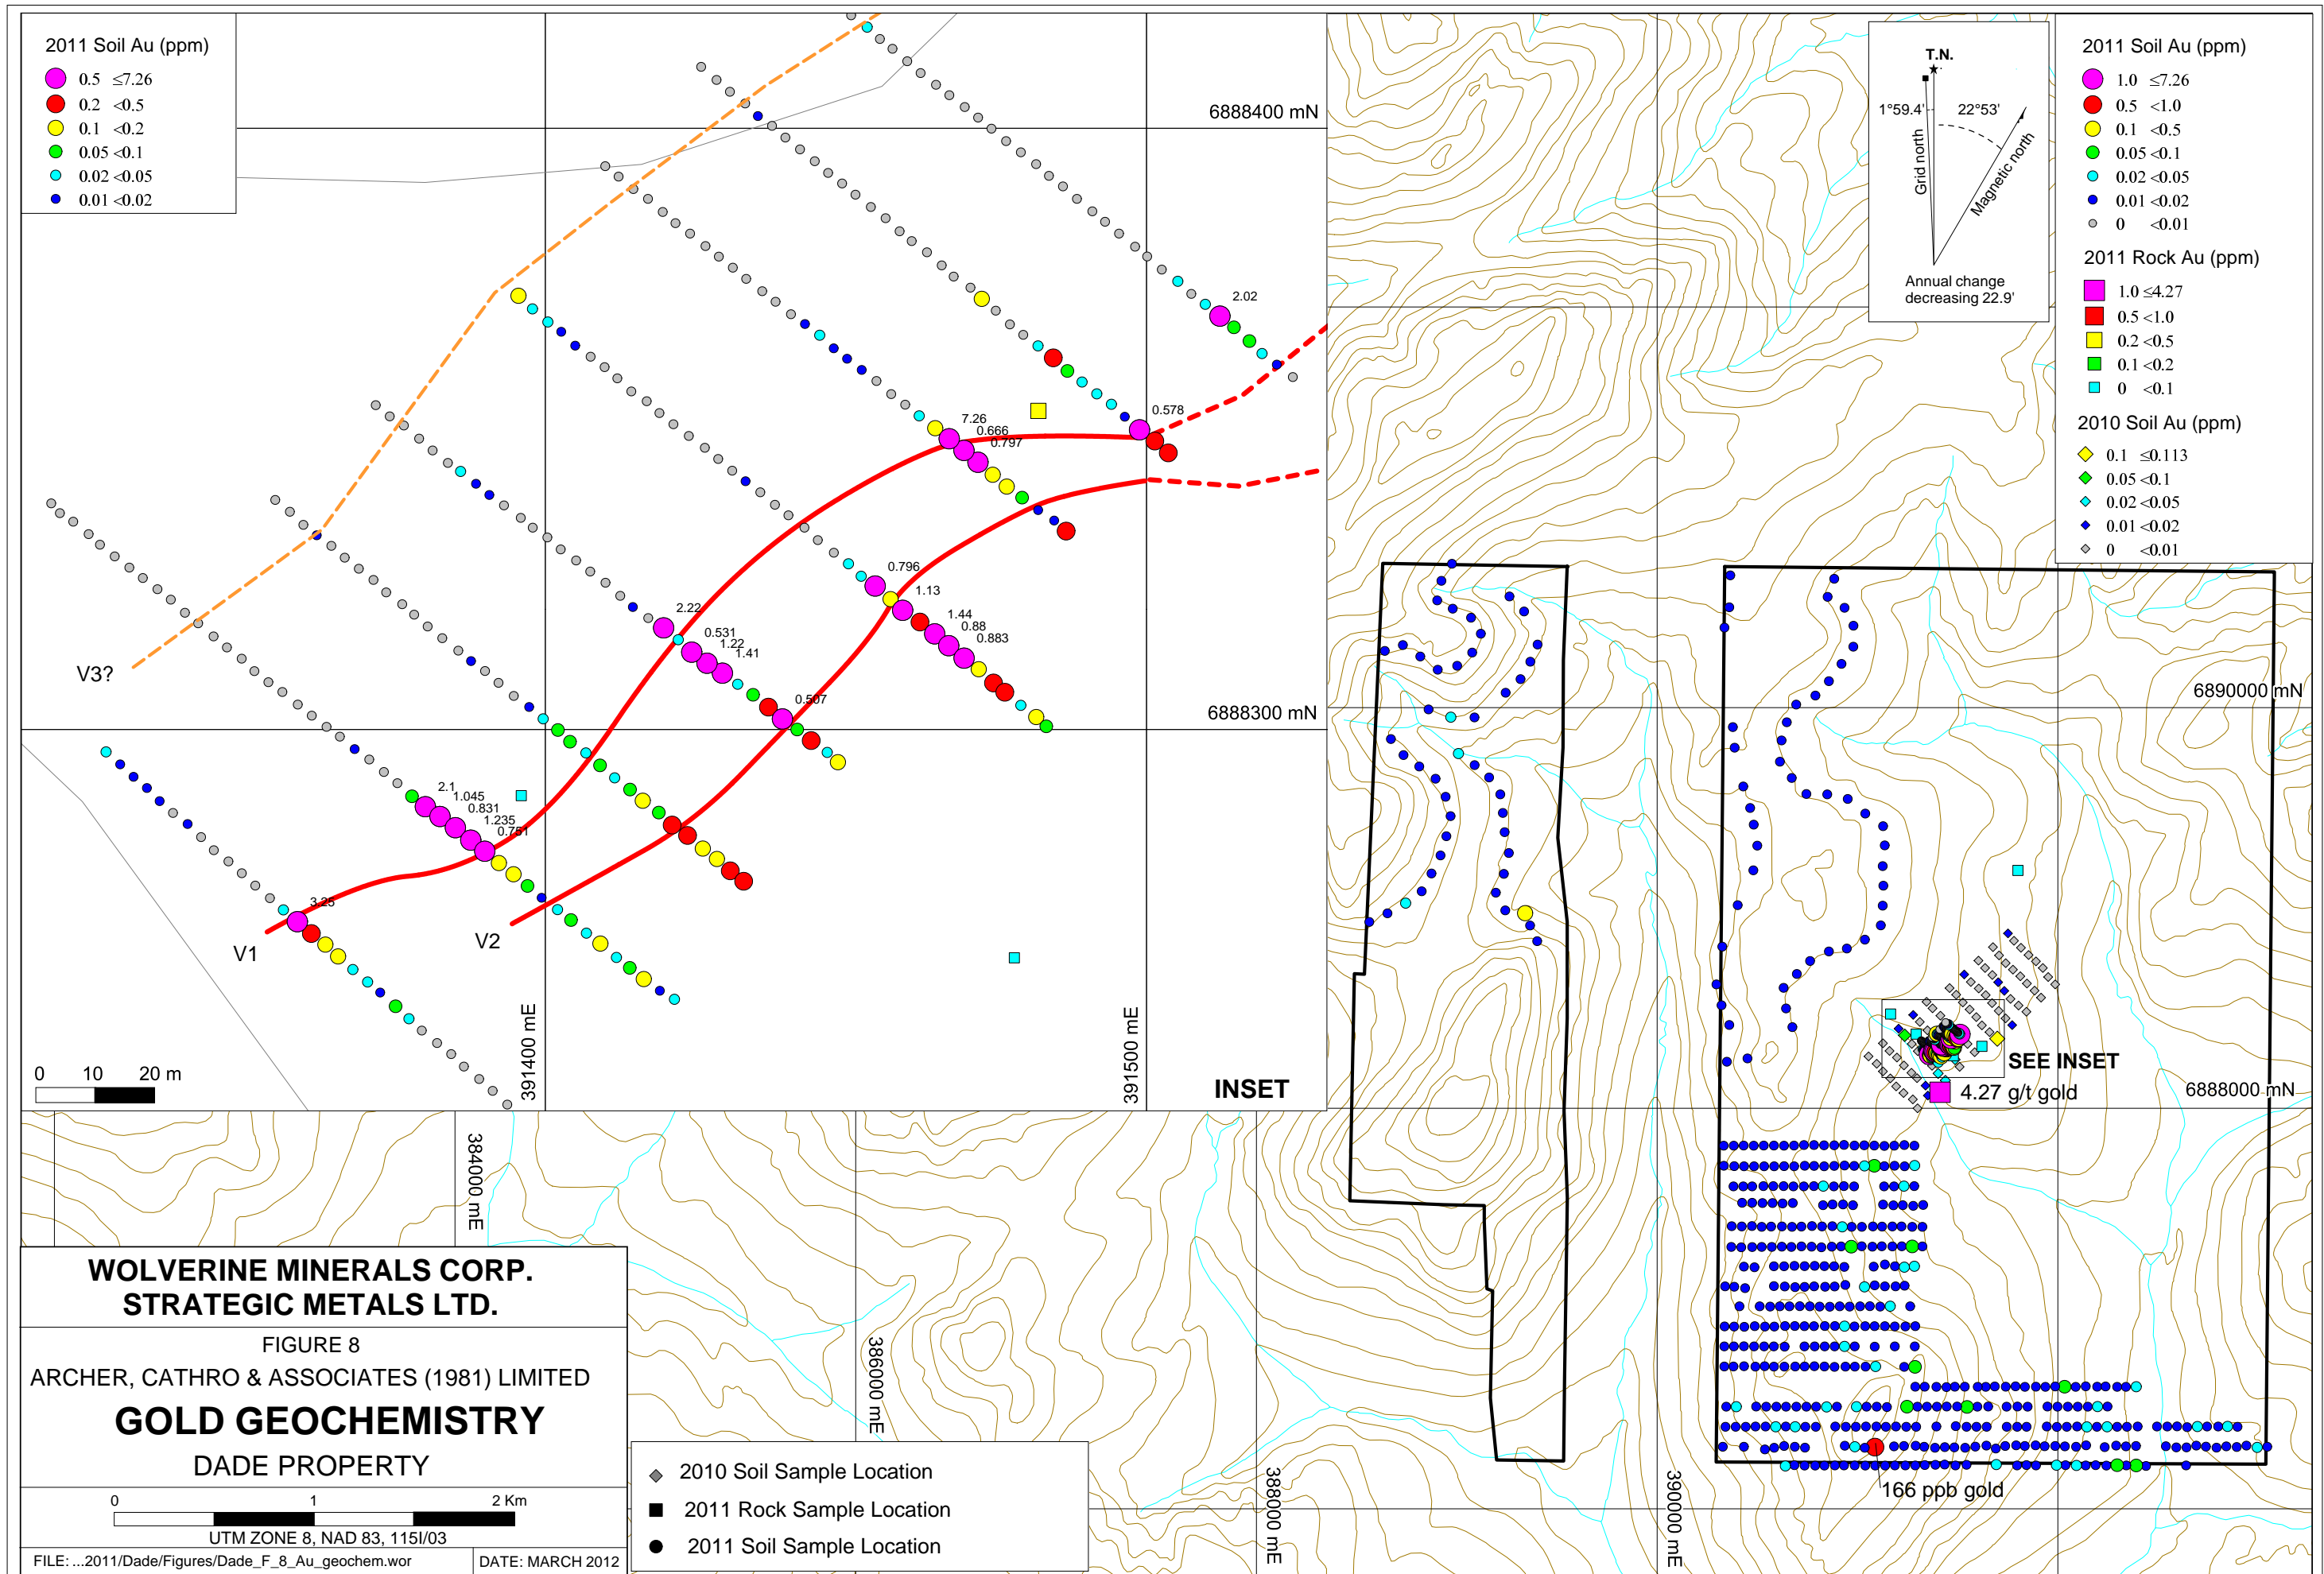 2011 Soil Au (ppm)
0.5 ≤7.26
0.2 <0.5
0.1 <0.2
0.05 <0.1
0.02 <0.05
0.01 <0.02
6888400 mN
2.02
0.578
7.26
0.666
0.797
0.796
1.13
1.44
0.88
0.883
2.22
0.531
1.22
1.41
0.507
6888300 mN
V3?
2.1
1.045
0.831
1.235
0.751
3.25
V1
V2
391400 mE
391500 mE
0 10 20 m
INSET
T.N.
1°59.4' 22°53'
Grid north
Magnetic north
Annual change
decreasing 22.9'
2011 Soil Au (ppm)
1.0 ≤7.26
0.5 <1.0
0.1 <0.5
0.05 <0.1
0.02 <0.05
0.01 <0.02
0 <0.01
2011 Rock Au (ppm)
1.0 ≤4.27
0.5 <1.0
0.2 <0.5
0.1 <0.2
0 <0.1
2010 Soil Au (ppm)
0.1 ≤0.113
0.05 <0.1
0.02 <0.05
0.01 <0.02
0 <0.01
6890000 mN
SEE INSET
4.27 g/t gold
6888000 mN
166 ppb gold
384000 mE
386000 mE
388000 mE
390000 mE
WOLVERINE MINERALS CORP.
STRATEGIC METALS LTD.
FIGURE 8
ARCHER, CATHRO & ASSOCIATES (1981) LIMITED
GOLD GEOCHEMISTRY
DADE PROPERTY
0 1 2 Km
UTM ZONE 8, NAD 83, 115I/03
FILE: ...2011/Dade/Figures/Dade_F_8_Au_geochem.wor
DATE: MARCH 2012
2010 Soil Sample Location
2011 Rock Sample Location
2011 Soil Sample Location